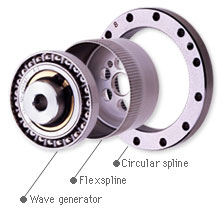 Circular spline
Flexspline
Wave generator